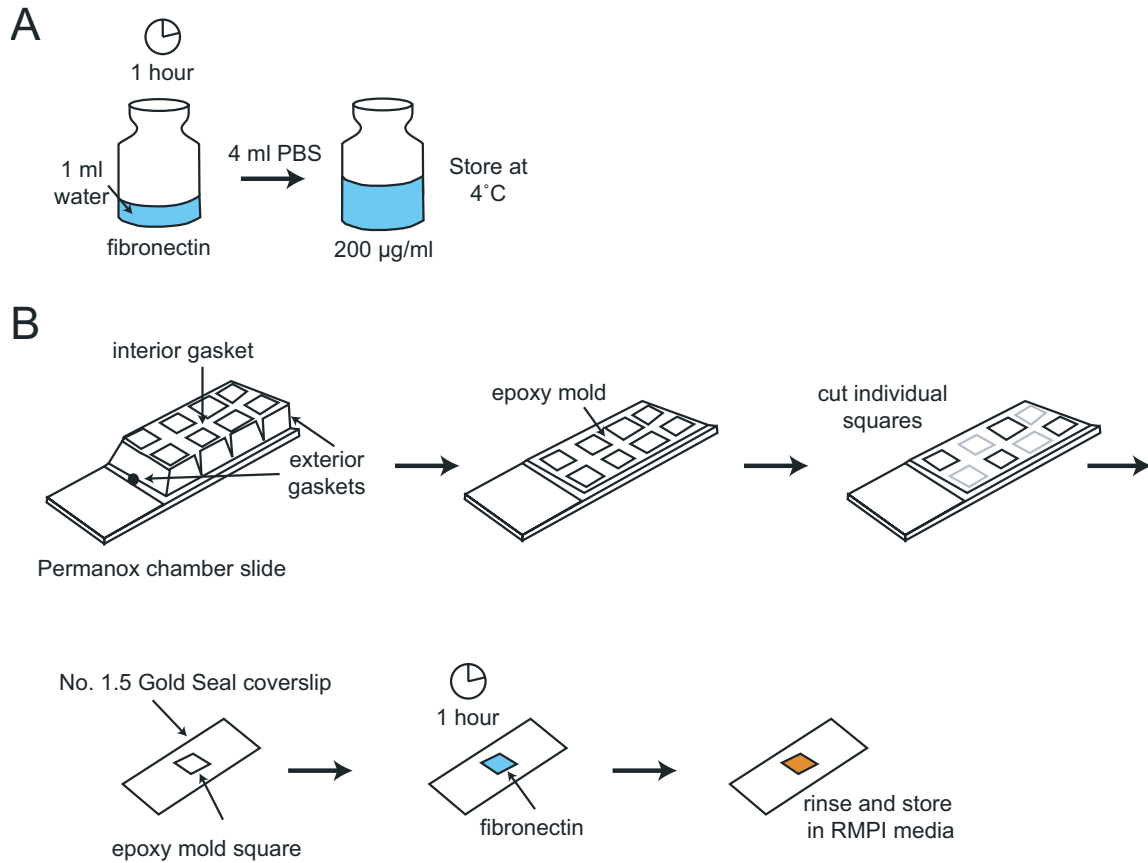 A
1 hour
1 ml
water
fibronectin
4 ml PBS
200 µg/ml
Store at
4˚C
B
interior gasket
exterior
gaskets
Permanox chamber slide
epoxy mold
cut individual
squares
No. 1.5 Gold Seal coverslip
epoxy mold square
1 hour
fibronectin
rinse and store
in RMPI media